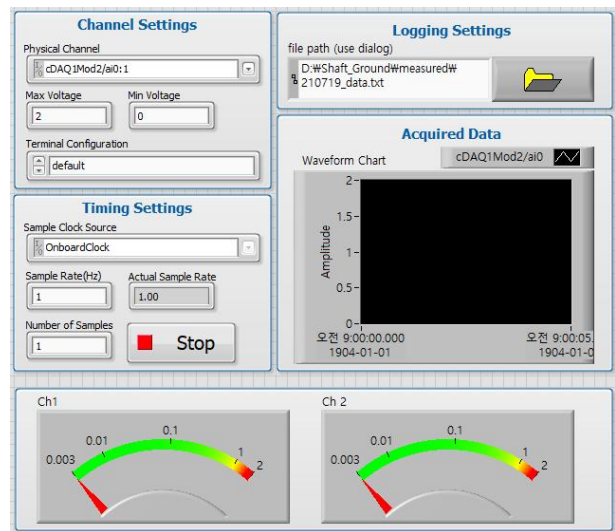 Channel Settings
Physical Channel
cDAQ1Mod2/ai0:1
Max Voltage
Min Voltage
2
0
Terminal Configuration
default
Timing Settings
Sample Clock Source
OnboardClock
Sample Rate(Hz)
Actual Sample Rate
1
1.00
Number of Samples
1
Stop
Logging Settings
file path (use dialog)
D:₩Shaft_Ground₩measured₩
210719_data.txt
Acquired Data
Waveform Chart
cDAQ1Mod2/ai0
Amplitude
2
1.5
1
0.5
0
오전 9:00:00.000
1904-01-01
오전 9:00:05.
1904-01-0
Ch1
0.003
0.01
0.1
1
2
Ch 2
0.003
0.01
0.1
1
2